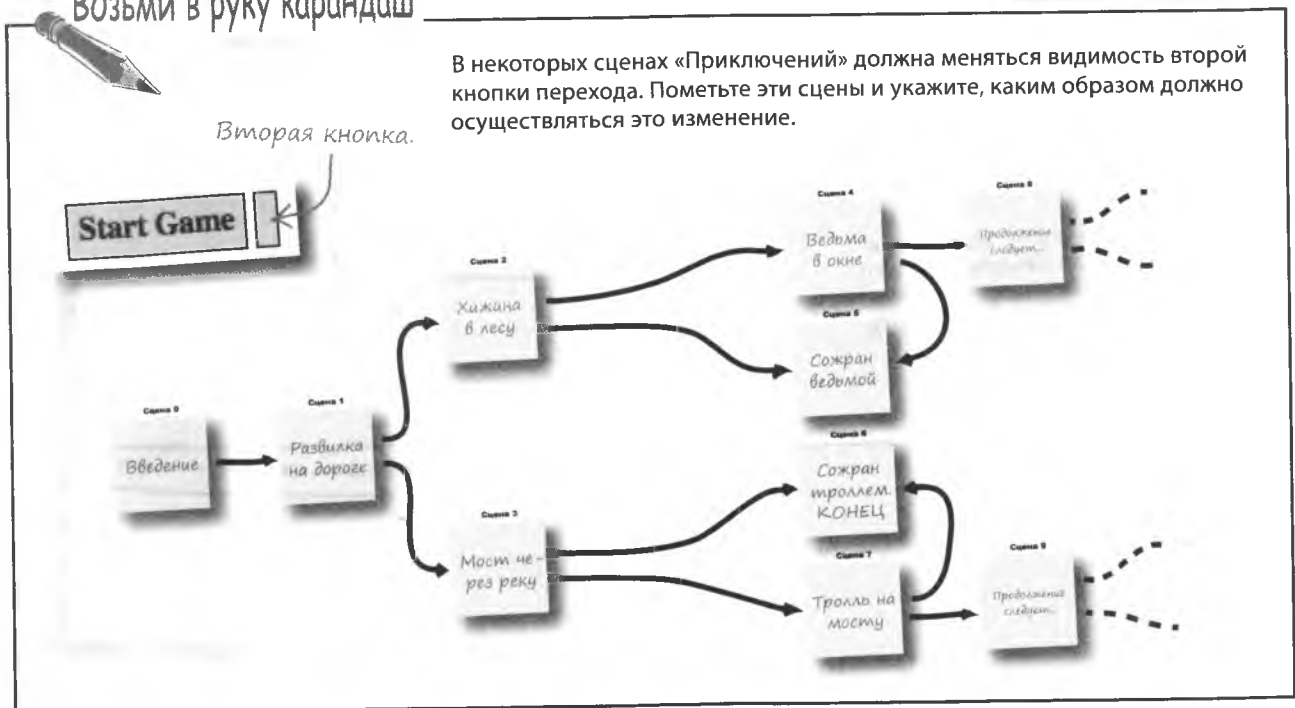 Возьми в руку карандаш
В некоторых сценах «Приключений» должна меняться видимость второй
кнопки перехода. Пометьте эти сцены и укажите, каким образом должно
осуществляться это изменение.
Вторая кнопка.
Start Game
Сцена 0
Введение
Сцена 1
Развилка
на дороге
Сцена 2
Хижина
в лесу
Сцена 3
Мост че-
рез реку
Сцена 4
Ведьма
в окне
Сцена 5
Сожран
ведьмой
Сцена 6
Сожран
троллем.
КОНЕЦ
Сцена 7
Тролль на
мосту
Сцена 8
Продолжение
следует...
Сцена 9
Продолжение
следует...